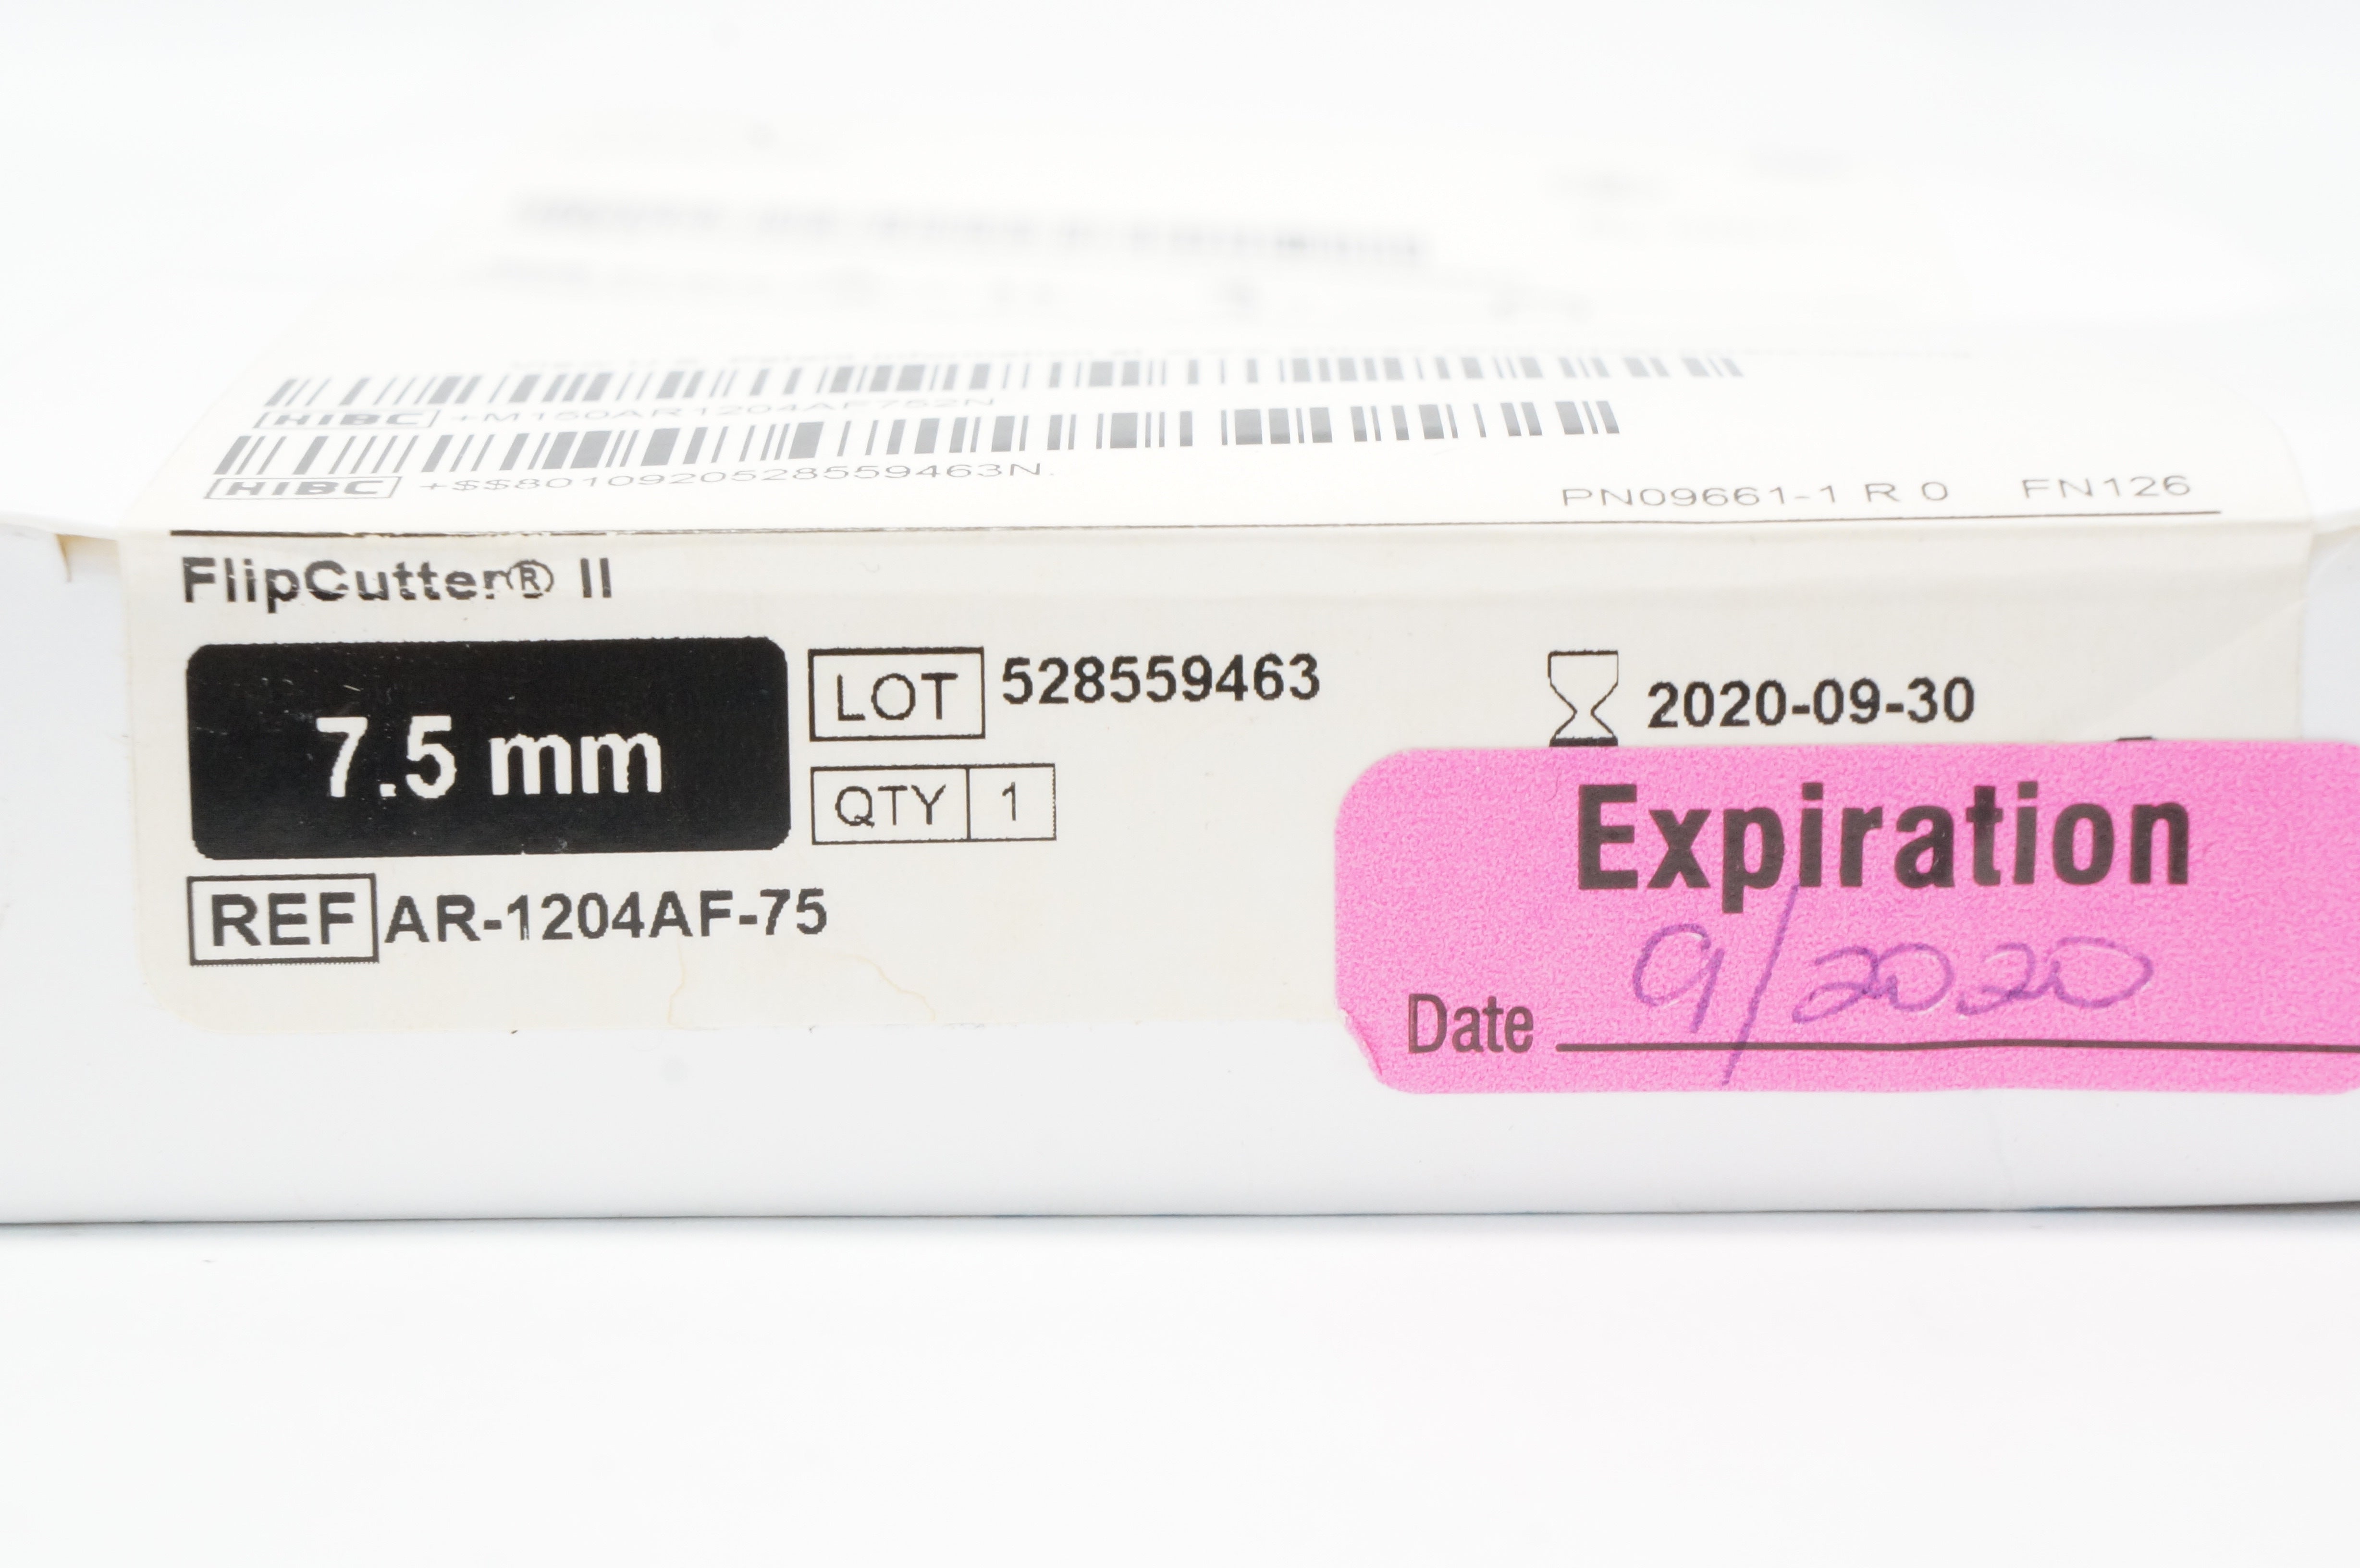 HIBC +M150AR1204AF752N
HIBC +$$8010920528559463N.
PN09661-1 R 0 FN126
FlipCutter® II
7.5 mm
LOT 528559463
2020-09-30
QTY 1
REF AR-1204AF-75
Expiration
Date 9/2020